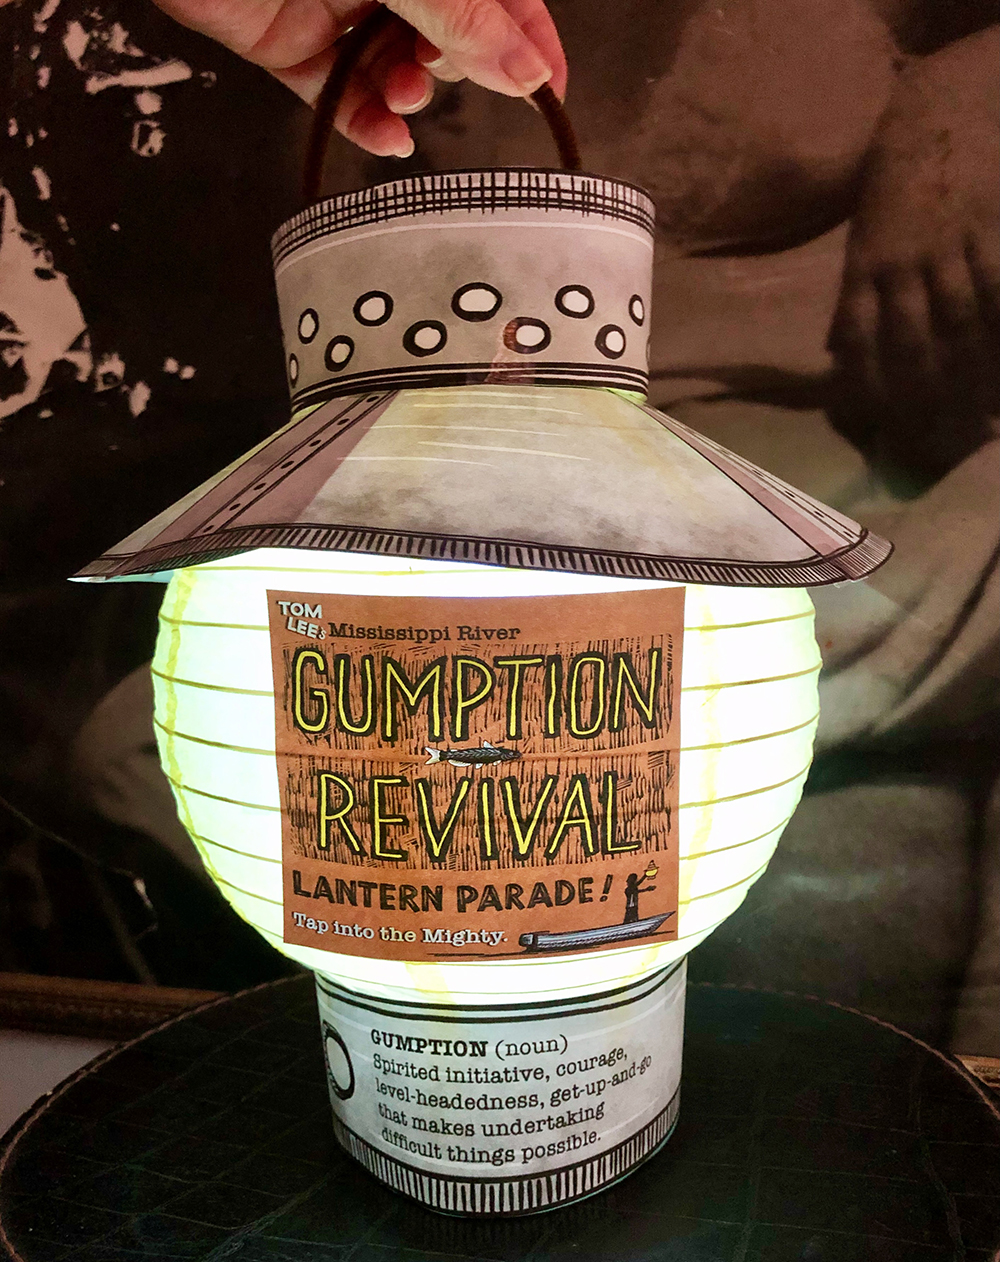 TOM
LEE's Mississippi River
GUMPTION
REVIVAL
LANTERN PARADE!
Tap into the Mighty.
GUMPTION (noun)
Spirited initiative, courage,
level-headedness, get-up-and-go
that makes undertaking
difficult things possible.